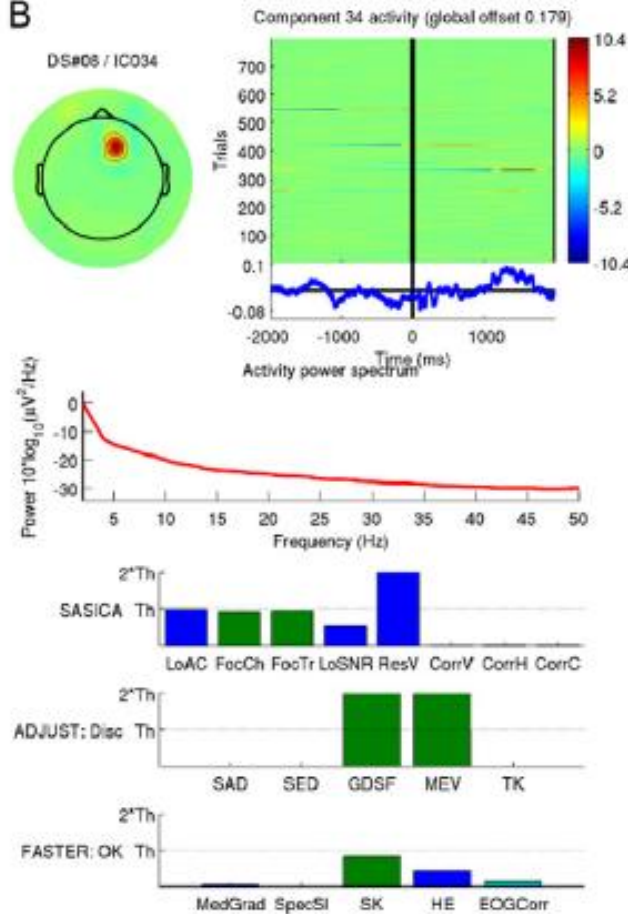 B
Component 34 activity (global offset 0.179)
DS#08 / IC034
Trials
700
600
500
400
300
200
100
10.4
5.2
0
-5.2
-10.4
0.1
-0.08
-2000 -1000 0 1000
Time (ms)
Activity power spectrum
Power 10*log10(µV²/Hz)
0
-10
-20
-30
5 10 15 20 25 30 35 40 45 50
Frequency (Hz)
SASICA
2*Th
Th
LoAC FocCh FocTr LoSNR ResV CorrV CorrH CorrC
ADJUST: Disc
2*Th
Th
SAD SED GDSF MEV TK
FASTER: OK
2*Th
Th
MedGrad SpecSl SK HE EOGCorr